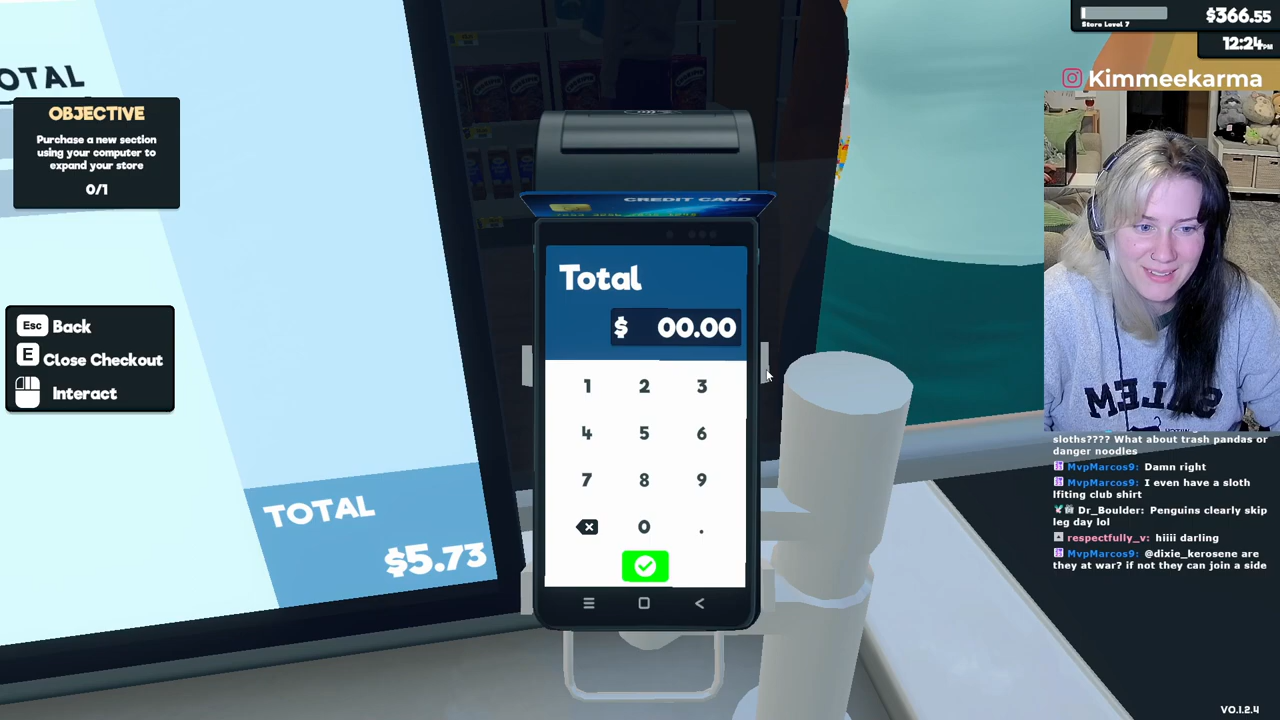 OTAL
OBJECTIVE
Purchase a new section
using your computer to
expand your store
0/1
Esc Back
E Close Checkout
Interact
TOTAL
$5.73
CREDIT CARD
Total
$ 00.00
1 2 3
4 5 6
7 8 9
0 .
Store Level 7
$366.55
12:24PM
Kimmeekarma
SALEM
sloths???? What about trash pandas or
danger noodles
MvpMarcos9: Damn right
MvpMarcos9: I even have a sloth
lfiting club shirt
Dr_Boulder: Penguins clearly skip
leg day lol
respectfully_v: hiiii darling
MvpMarcos9: @dixie_kerosene are
they at war? if not they can join a side
V0.1.2.4